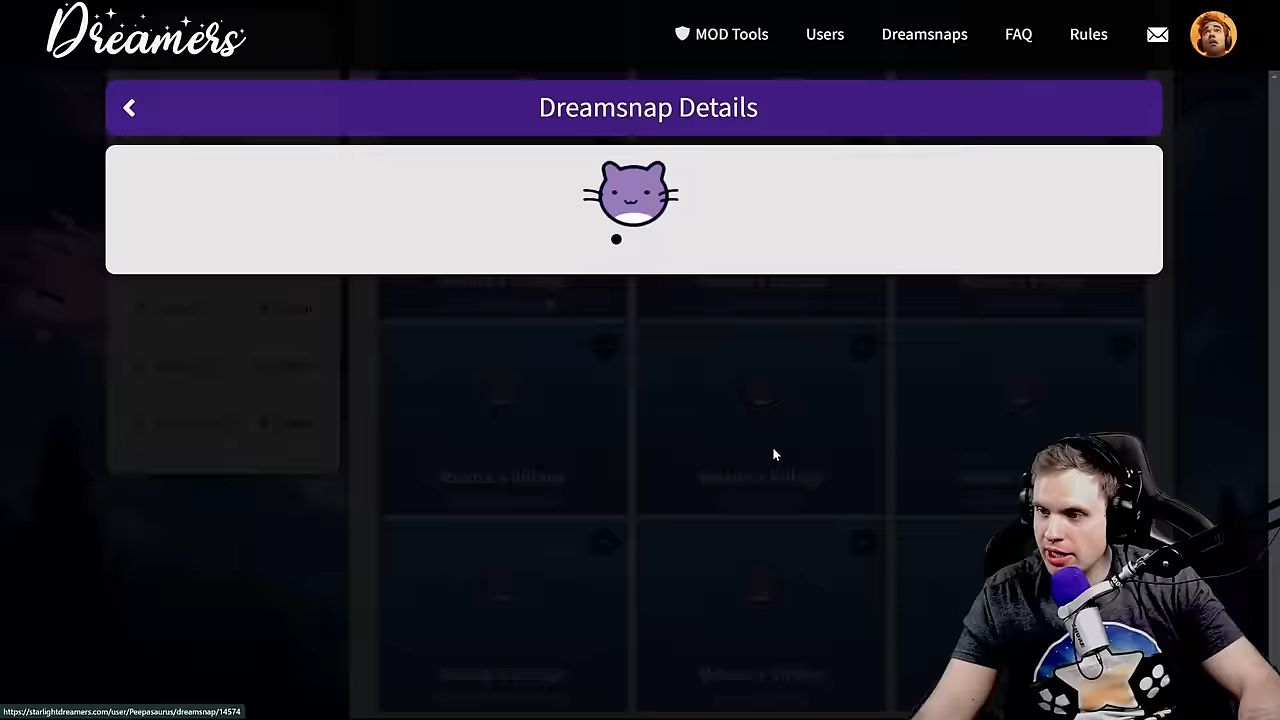 Dreamers
MOD Tools
Users
Dreamsnaps
FAQ
Rules
Dreamsnap Details
https://starlightdreamers.com/user/Peepasaurus/dreamsnap/14574